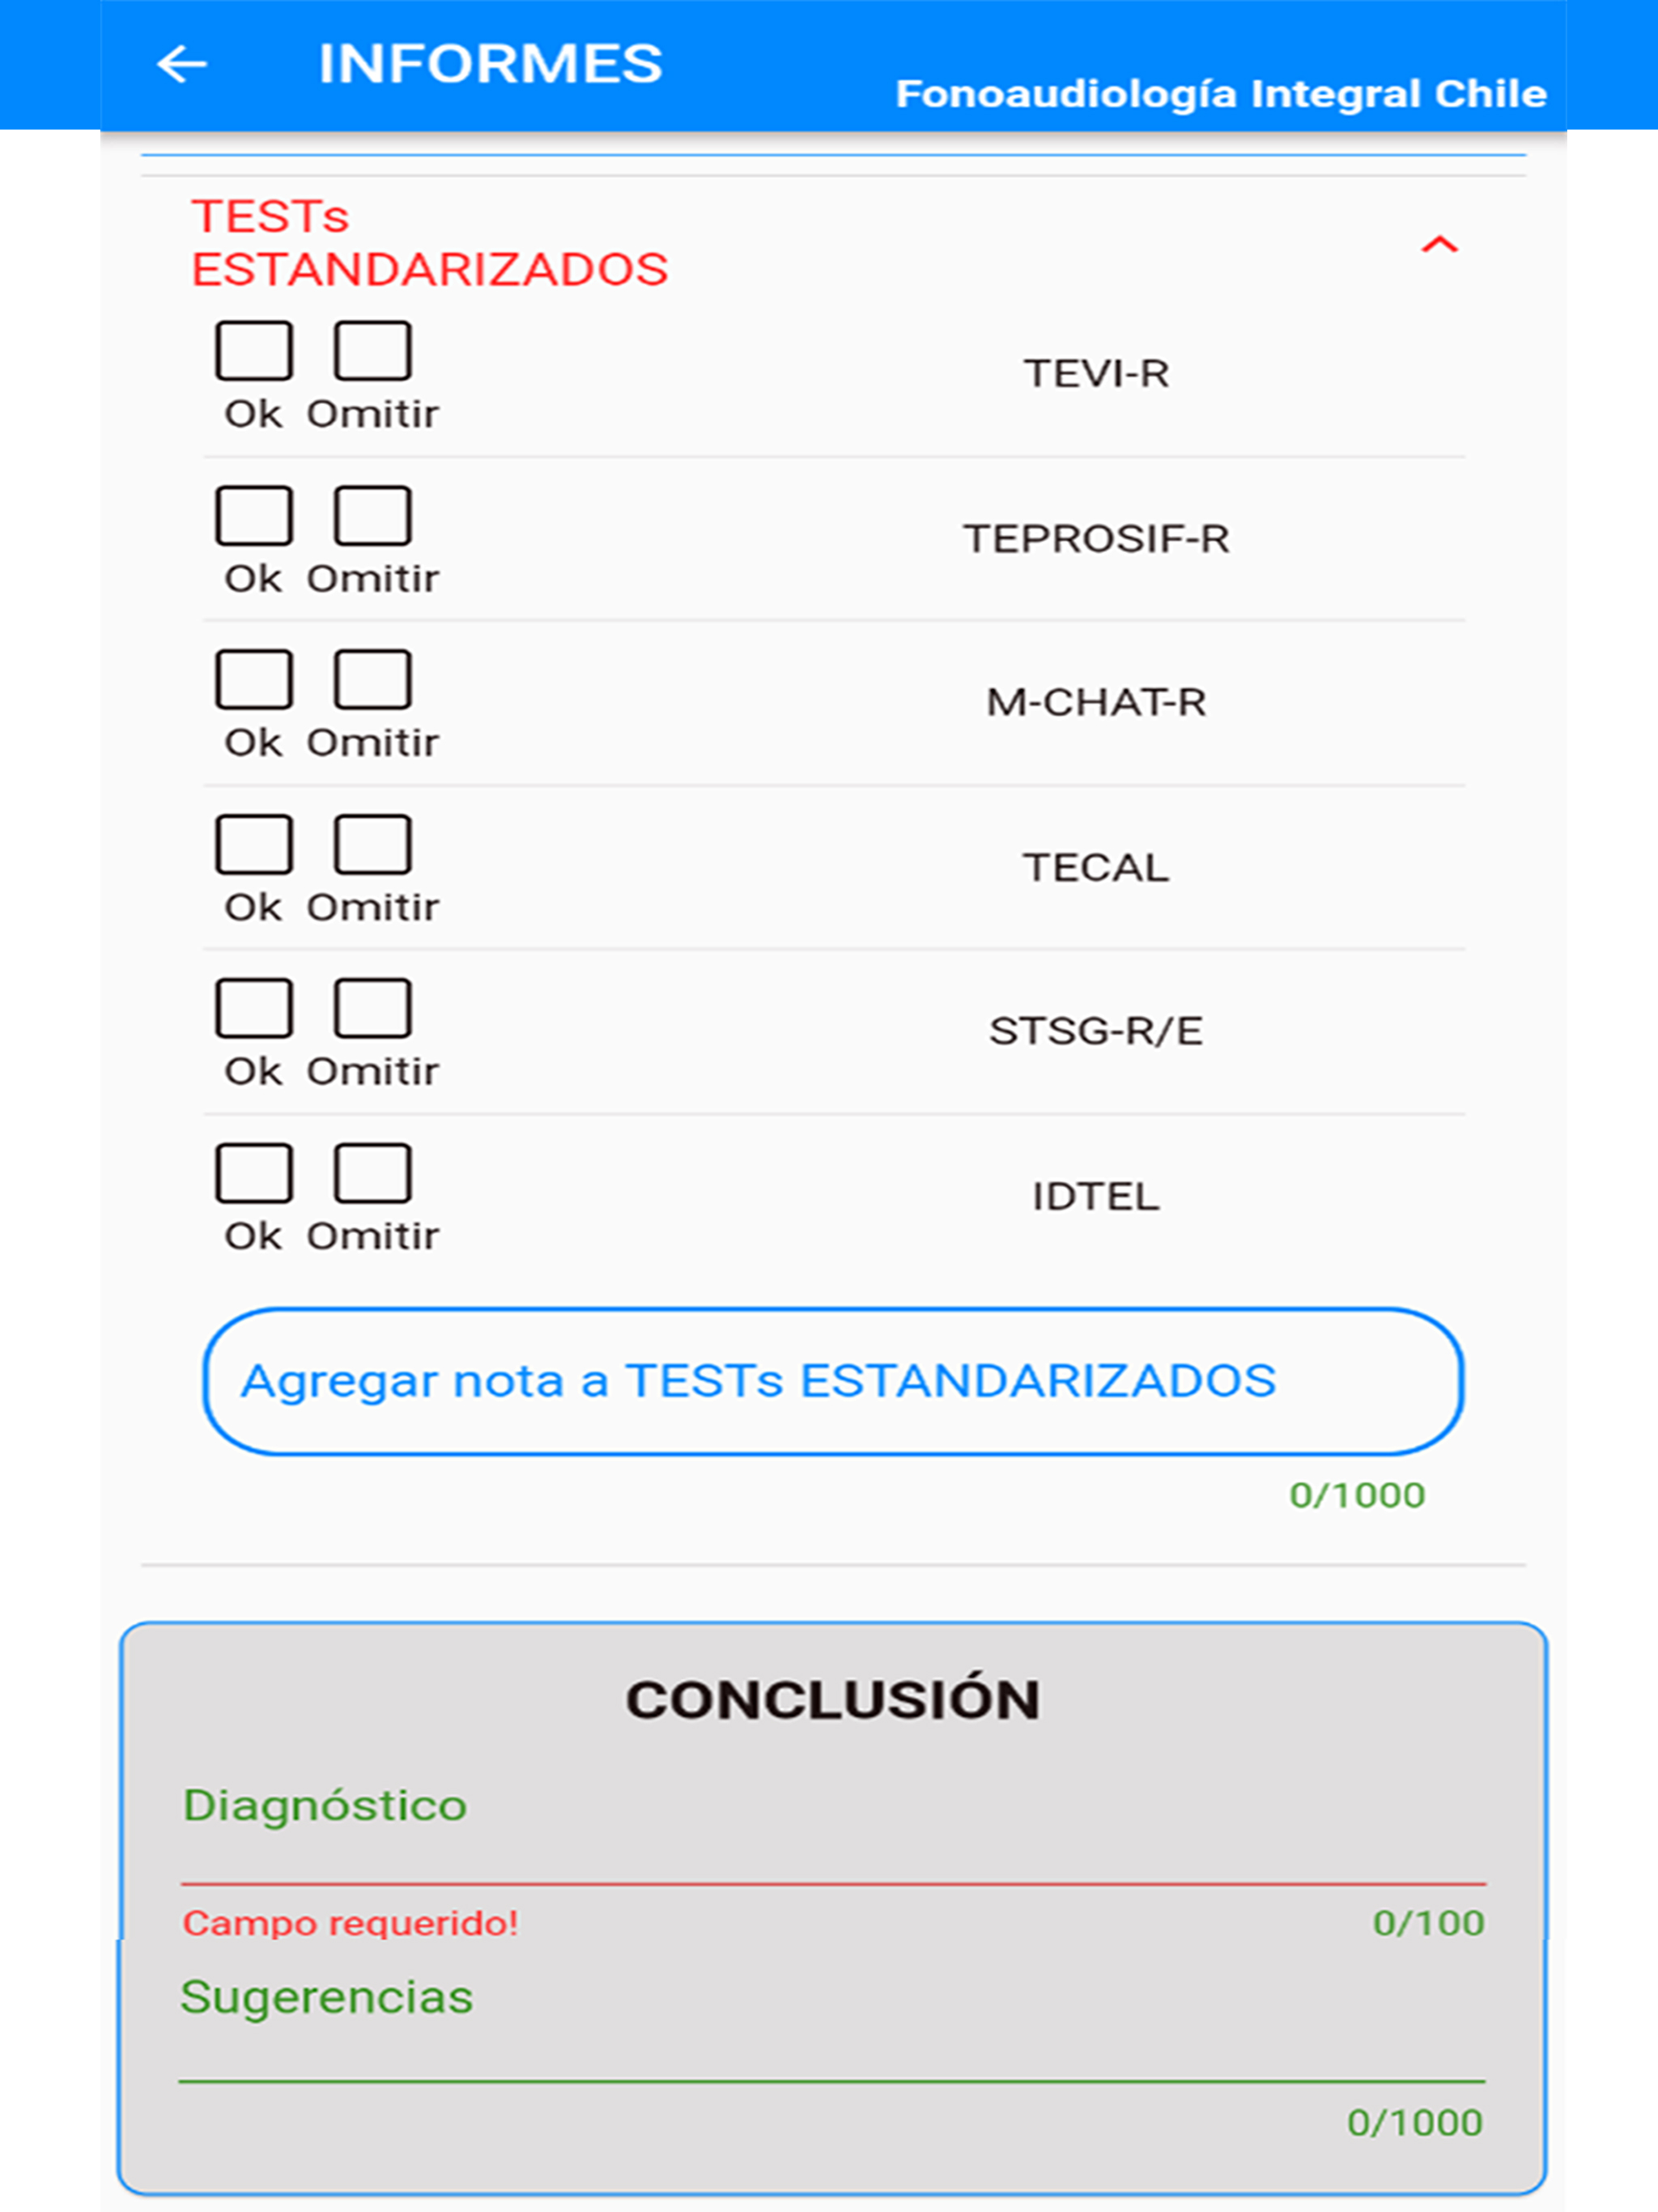 INFORMES
Fonoaudiología Integral Chile
TESTs
ESTANDARIZADOS
Ok Omitir
TEVI-R
Ok Omitir
TEPROSIF-R
Ok Omitir
M-CHAT-R
Ok Omitir
TECAL
Ok Omitir
STSG-R/E
Ok Omitir
IDTEL
Agregar nota a TESTs ESTANDARIZADOS
0/1000
CONCLUSIÓN
Diagnóstico
Campo requerido! 0/100
Sugerencias
0/1000